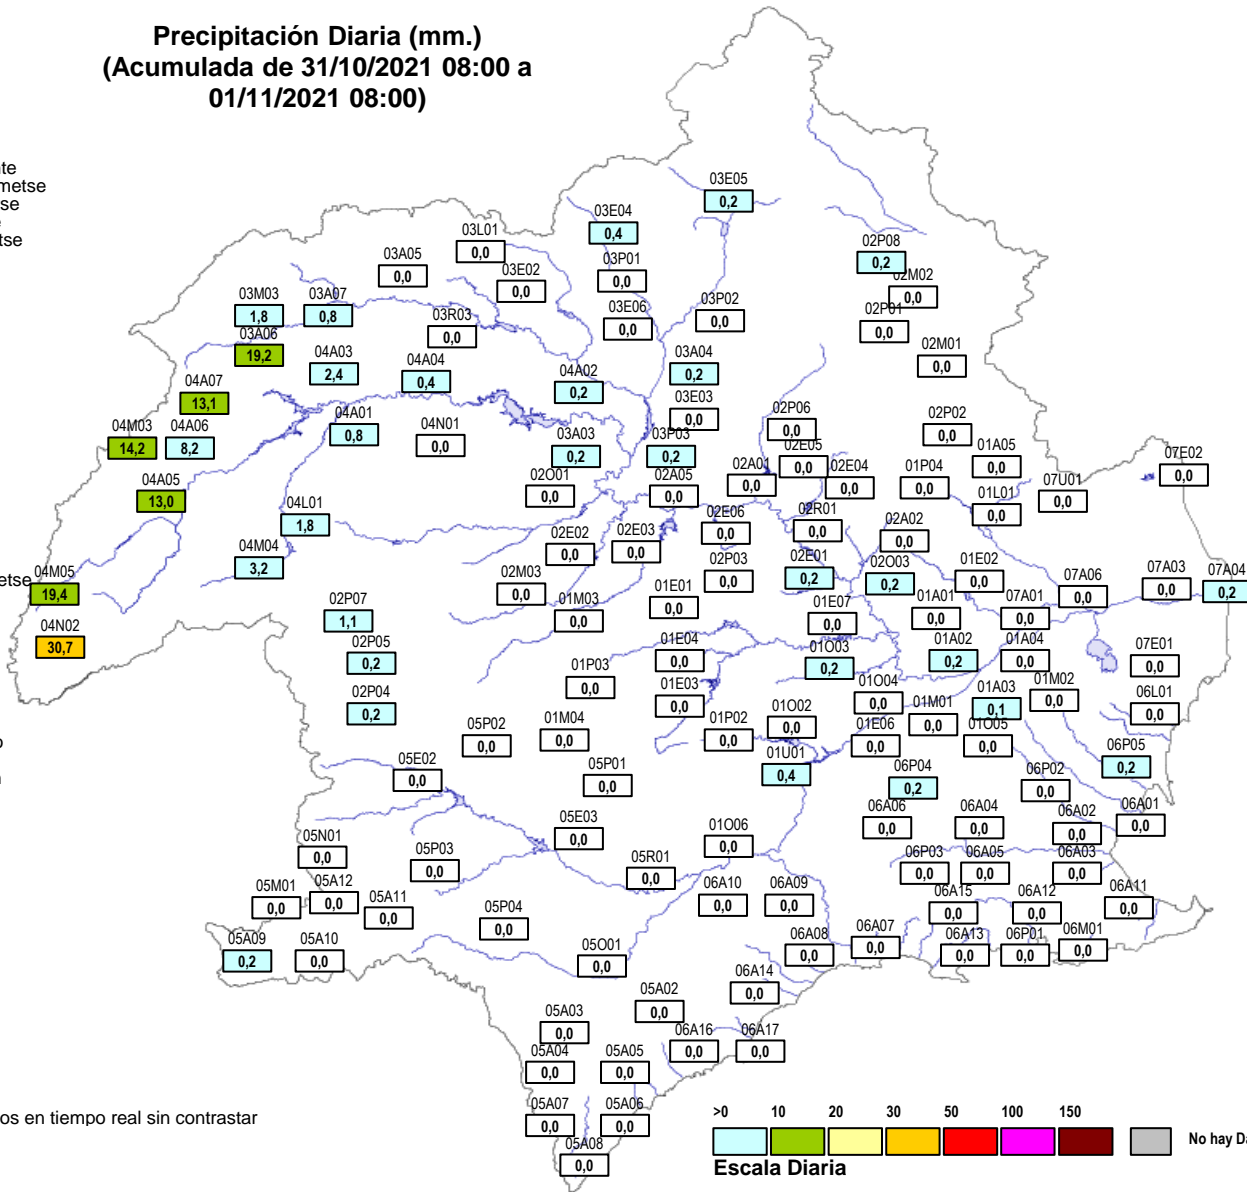 Precipitación Diaria (mm.)
(Acumulada de 31/10/2021 08:00 a
01/11/2021 08:00)
nte
metse
se
e
tse
03E05
0,2
03E04
0,4
03L01
0,0
02P08
0,2
03A05
0,0
03P01
0,0
03E02
0,0
02M02
0,0
03M03
1,8
03A07
0,8
03P02
0,0
03E06
0,0
02P01
0,0
03R03
0,0
03A06
19,2
02M01
0,0
04A03
2,4
04A04
0,4
03A04
0,2
04A02
0,2
04A07
13,1
03E03
0,0
02P06
0,0
02P02
0,0
04A01
0,8
04M03
14,2
04A06
8,2
04N01
0,0
03A03
0,2
03P03
0,2
02E05
0,0
01A05
0,0
07E02
0,0
02A01
0,0
02E04
0,0
01P04
0,0
02O01
0,0
02A05
0,0
07U01
0,0
04A05
13,0
01L01
0,0
04L01
1,8
02E06
0,0
02R01
0,0
02A02
0,0
02E02
0,0
02E03
0,0
04M04
3,2
02P03
0,0
02E01
0,2
02O03
0,2
01E02
0,0
etse
04M05
19,4
02M03
0,0
07A06
0,0
07A03
0,0
07A04
0,2
01E01
0,0
01M03
0,0
02P07
1,1
01E07
0,0
01A01
0,0
07A01
0,0
04N02
30,7
02P05
0,2
01E04
0,0
01O03
0,2
01A02
0,2
01A04
0,0
07E01
0,0
01P03
0,0
01E03
0,0
01O04
0,0
01A03
0,1
01M02
0,0
06L01
0,0
02P04
0,2
01M01
0,0
05P02
0,0
01M04
0,0
01P02
0,0
01O02
0,0
01E06
0,0
01O05
0,0
o
06P05
0,2
05E02
0,0
05P01
0,0
01U01
0,4
06P04
0,2
06P02
0,0
06A06
0,0
06A04
0,0
06A02
0,0
06A01
0,0
05E03
0,0
01O06
0,0
05N01
0,0
05P03
0,0
05R01
0,0
06P03
0,0
06A05
0,0
06A03
0,0
05M01
0,0
05A12
0,0
05A11
0,0
06A10
0,0
06A09
0,0
06A15
0,0
06A12
0,0
06A11
0,0
05P04
0,0
05A09
0,2
05A10
0,0
05O01
0,0
06A08
0,0
06A07
0,0
06A13
0,0
06P01
0,0
06M01
0,0
06A14
0,0
05A02
0,0
05A03
0,0
06A16
0,0
06A17
0,0
05A04
0,0
05A05
0,0
05A07
0,0
05A06
0,0
05A08
0,0
os en tiempo real sin contrastar
>0 10 20 30 50 100 150
No hay Da
Escala Diaria